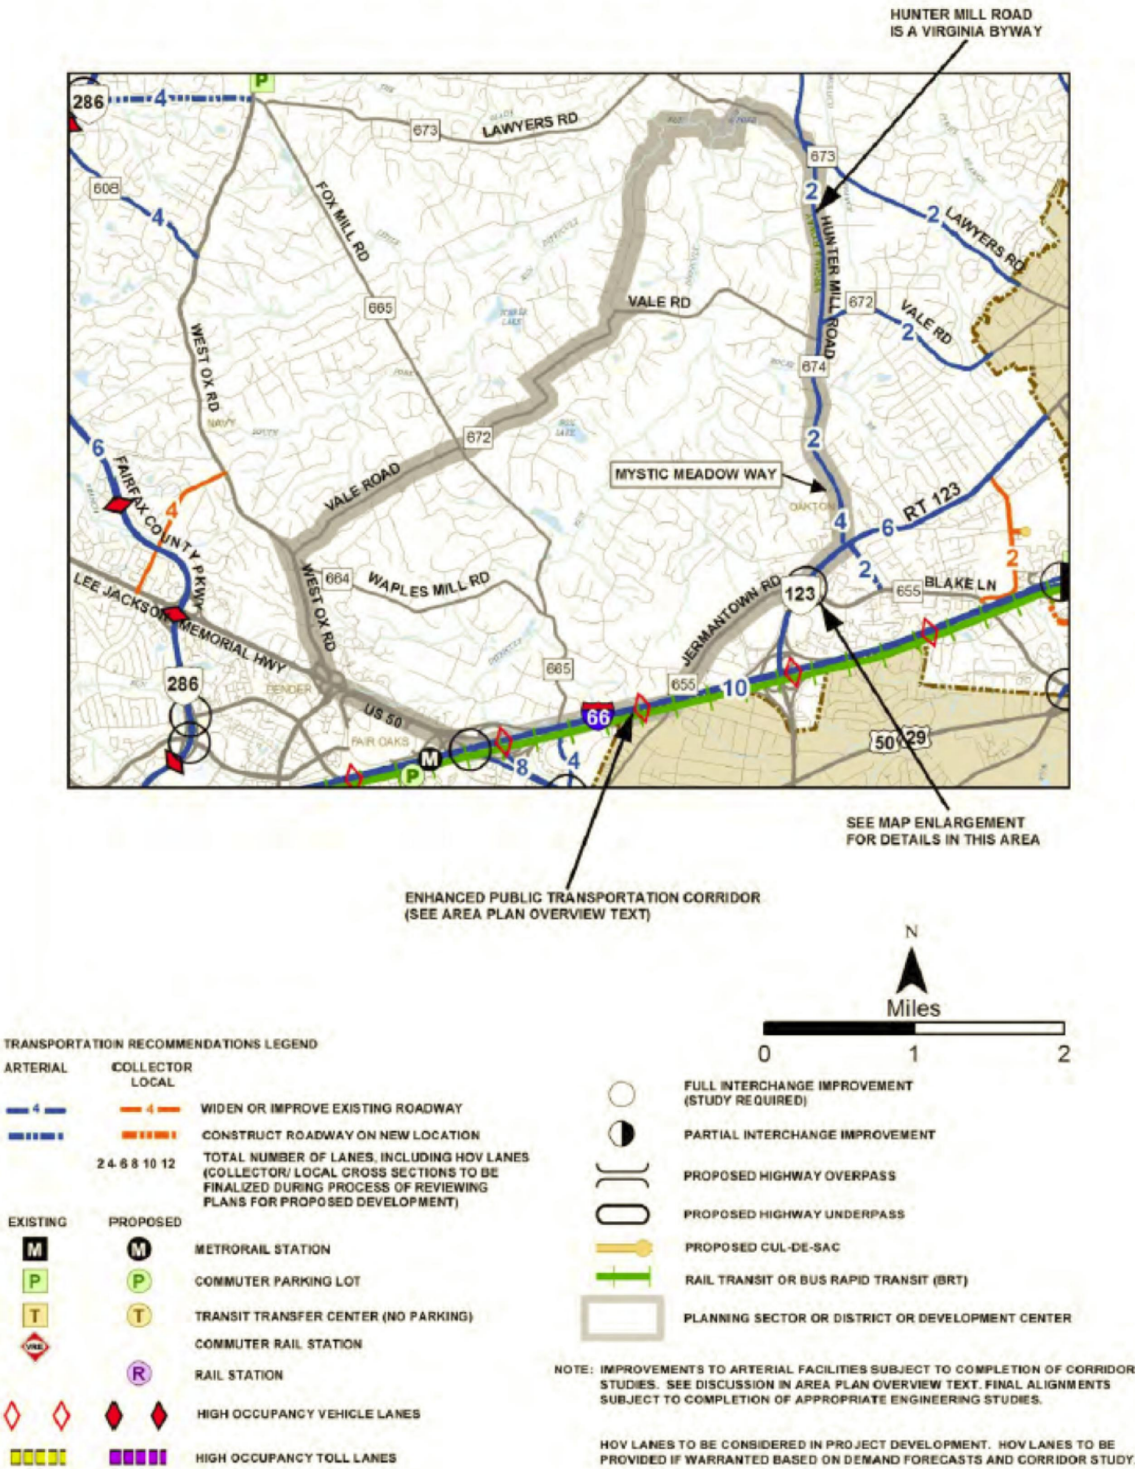 HUNTER MILL ROAD
IS A VIRGINIA BYWAY
286
4
P
673
LAWYERS RD
608
4
FOX MILL RD
665
WEST OX RD
NAVY
673
2
HUNTER MILL ROAD
2
LAWYERS RD
VALE RD
672
VALE RD
2
674
2
672
VALE ROAD
MYSTIC MEADOW WAY
OAKTON
4
6
RT 123
6
FAIRFAX COUNTY PKWY
4
LEE JACKSON MEMORIAL HWY
286
WEST OX RD
664
WAPLES MILL RD
665
JERMANTOWN RD
123
2
655
BLAKE LN
2
655
10
66
PENDER
US 50
FAIR OAKS
M
P
8
4
50
29
SEE MAP ENLARGEMENT
FOR DETAILS IN THIS AREA
ENHANCED PUBLIC TRANSPORTATION CORRIDOR
(SEE AREA PLAN OVERVIEW TEXT)
N
Miles
0 1 2
TRANSPORTATION RECOMMENDATIONS LEGEND
ARTERIAL
COLLECTOR
LOCAL
4 4 WIDEN OR IMPROVE EXISTING ROADWAY
CONSTRUCT ROADWAY ON NEW LOCATION
2 4 6 8 10 12
TOTAL NUMBER OF LANES, INCLUDING HOV LANES
(COLLECTOR/ LOCAL CROSS SECTIONS TO BE
FINALIZED DURING PROCESS OF REVIEWING
PLANS FOR PROPOSED DEVELOPMENT)
EXISTING PROPOSED
M M METRORAIL STATION
P P COMMUTER PARKING LOT
T T TRANSIT TRANSFER CENTER (NO PARKING)
VRE COMMUTER RAIL STATION
R RAIL STATION
HIGH OCCUPANCY VEHICLE LANES
HIGH OCCUPANCY TOLL LANES
FULL INTERCHANGE IMPROVEMENT
(STUDY REQUIRED)
PARTIAL INTERCHANGE IMPROVEMENT
PROPOSED HIGHWAY OVERPASS
PROPOSED HIGHWAY UNDERPASS
PROPOSED CUL-DE-SAC
RAIL TRANSIT OR BUS RAPID TRANSIT (BRT)
PLANNING SECTOR OR DISTRICT OR DEVELOPMENT CENTER
NOTE: IMPROVEMENTS TO ARTERIAL FACILITIES SUBJECT TO COMPLETION OF CORRIDOR
STUDIES. SEE DISCUSSION IN AREA PLAN OVERVIEW TEXT. FINAL ALIGNMENTS
SUBJECT TO COMPLETION OF APPROPRIATE ENGINEERING STUDIES.
HOV LANES TO BE CONSIDERED IN PROJECT DEVELOPMENT. HOV LANES TO BE
PROVIDED IF WARRANTED BASED ON DEMAND FORECASTS AND CORRIDOR STUDY.